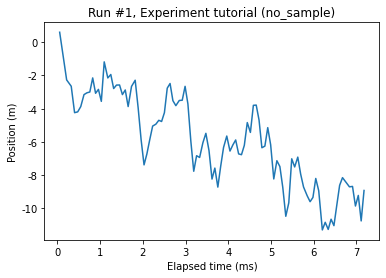 Run #1, Experiment tutorial (no_sample)
Position (m)
0
-2
-4
-6
-8
-10
0 1 2 3 4 5 6 7
Elapsed time (ms)